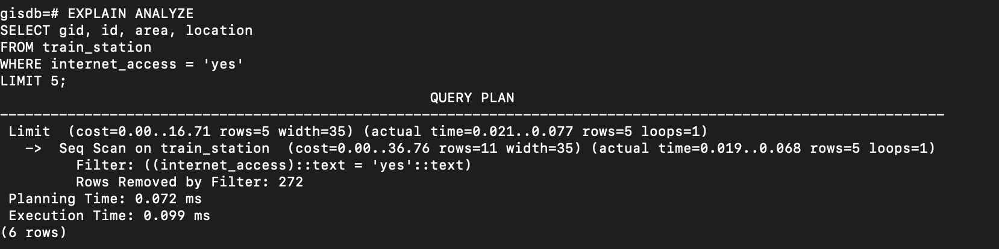 gisdb=# EXPLAIN ANALYZE
SELECT gid, id, area, location
FROM train_station
WHERE internet_access = 'yes'
LIMIT 5;
QUERY PLAN
----------------------------------------------------------------------------------------------------------------
Limit  (cost=0.00..16.71 rows=5 width=35) (actual time=0.021..0.077 rows=5 loops=1)
->  Seq Scan on train_station  (cost=0.00..36.76 rows=11 width=35) (actual time=0.019..0.068 rows=5 loops=1)
Filter: ((internet_access)::text = 'yes'::text)
Rows Removed by Filter: 272
Planning Time: 0.072 ms
Execution Time: 0.099 ms
(6 rows)